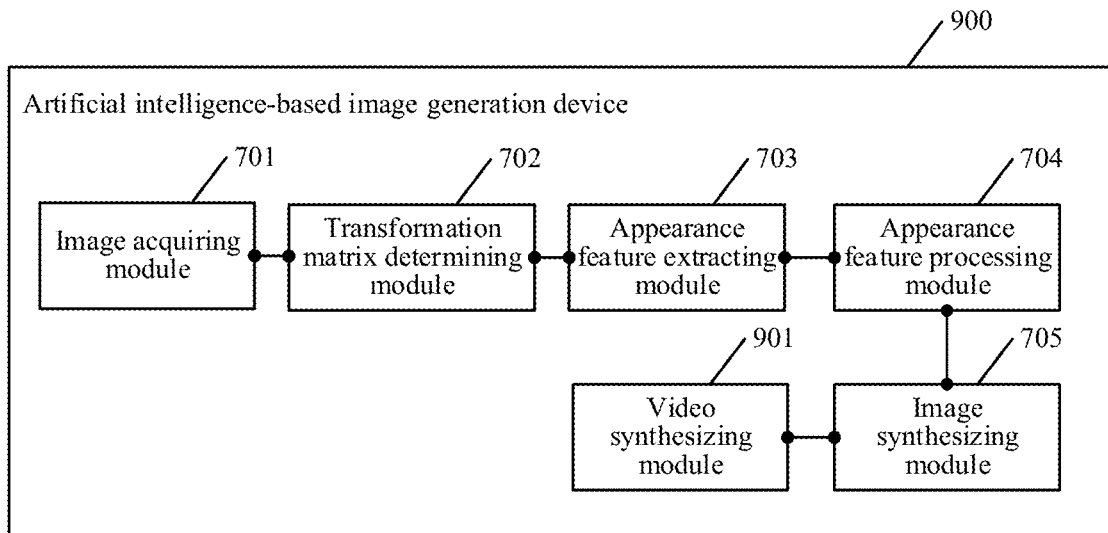 900
Artificial intelligence-based image generation device
701
702
703
704
Image acquiring
module
Transformation
matrix determining
module
Appearance
feature extracting
module
Appearance
feature processing
module
901
705
Video
synthesizing
module
Image
synthesizing
module